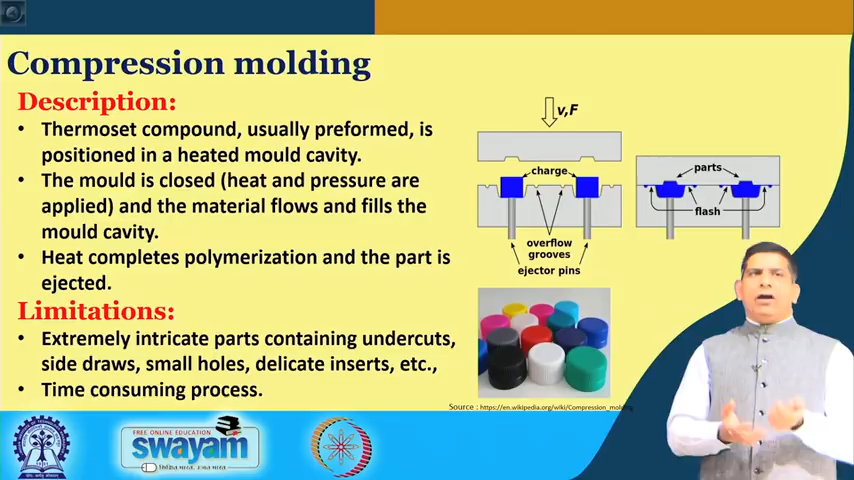 Compression molding
Description:
• Thermoset compound, usually preformed, is
positioned in a heated mould cavity.
• The mould is closed (heat and pressure are
applied) and the material flows and fills the
mould cavity.
• Heat completes polymerization and the part is
ejected.
Limitations:
• Extremely intricate parts containing undercuts,
side draws, small holes, delicate inserts, etc.,
• Time consuming process.
v,F
charge
overflow
grooves
ejector pins
parts
flash
Source : https://en.wikipedia.org/wiki/Compression_molding
FREE ONLINE EDUCATION
swayam